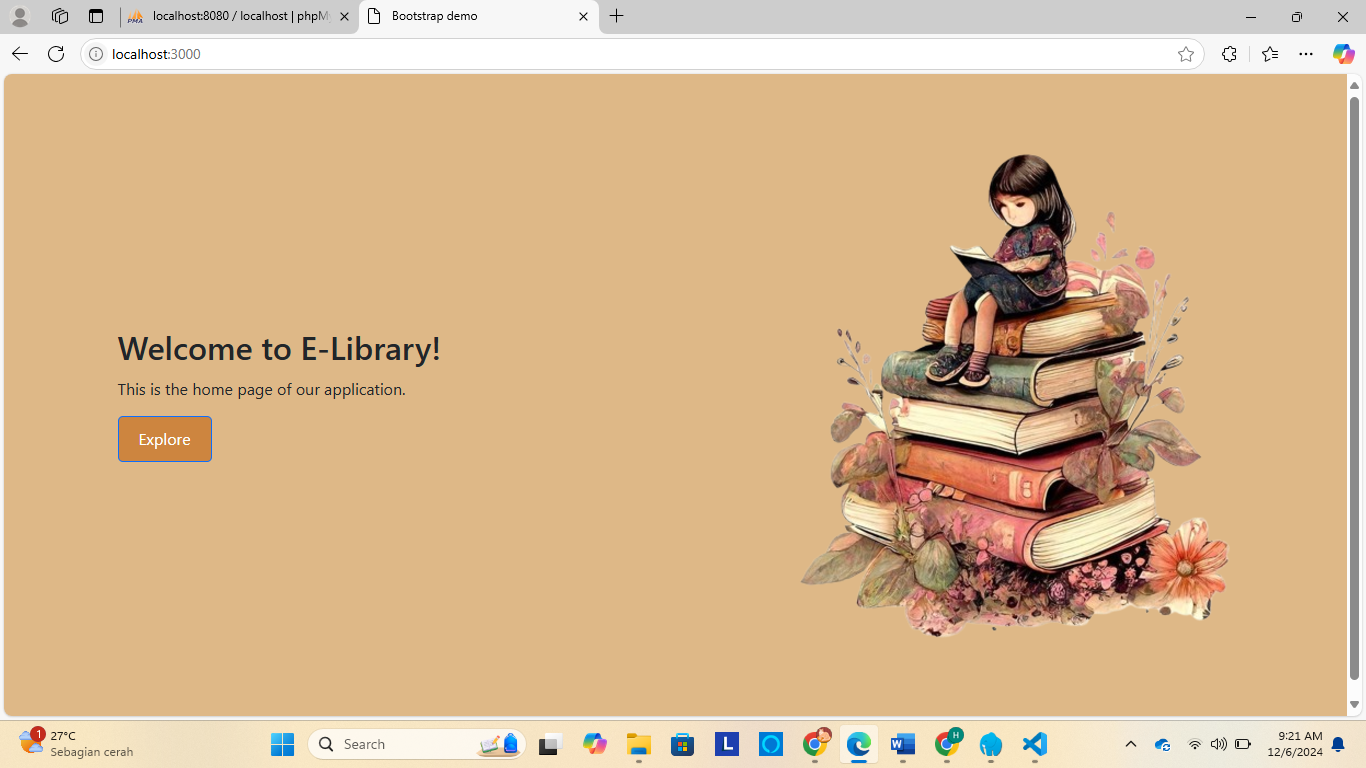 localhost:8080 / localhost | phpMy
Bootstrap demo
localhost:3000
Welcome to E-Library!
This is the home page of our application.
Explore
1
27°C
Sebagian cerah
Search
L
W
H
9:21 AM
12/6/2024